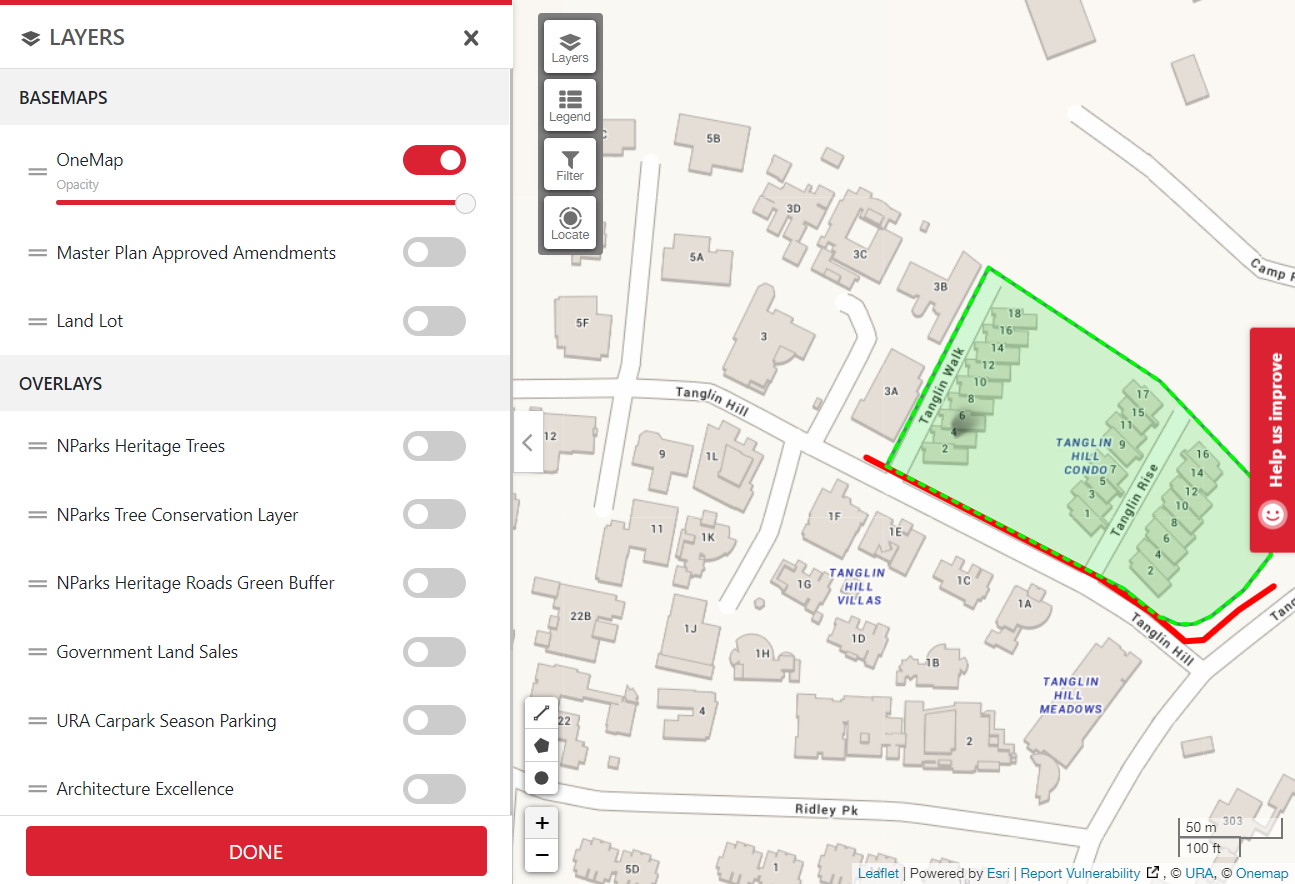 LAYERS
BASEMAPS
OneMap
Opacity
Master Plan Approved Amendments
Land Lot
OVERLAYS
NParks Heritage Trees
NParks Tree Conservation Layer
NParks Heritage Roads Green Buffer
Government Land Sales
URA Carpark Season Parking
Architecture Excellence
DONE
Layers
Legend
Filter
Locate
C
5B
3D
3C
5A
3B
5F
3
3A
Camp
Tanglin Walk
18
16
14
12
10
8
6
4
2
TANGLIN
HILL
CONDO
17
15
11
9
7
5
3
1
Tanglin Rise
16
14
12
10
8
6
4
2
Tanglin Hill
12
9
1L
11
1K
1F
1E
1G
TANGLIN
HILL
VILLAS
1C
1A
22B
1J
1H
1D
1B
Tanglin Hill
Tang
TANGLIN
HILL
MEADOWS
22
4
2
Ridley Pk
303
5D
1
1A
Help us improve
+
−
50 m
100 ft
Leaflet | Powered by Esri | Report Vulnerability , © URA, © Onemap